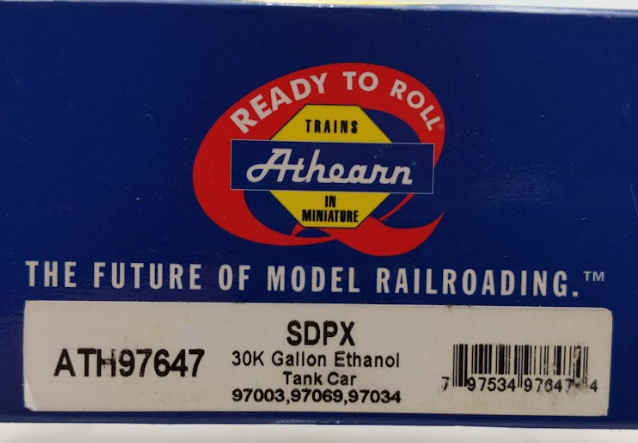 READY TO ROLL
TRAINS
Athearn
IN
MINIATURE
THE FUTURE OF MODEL RAILROADING.™
SDPX
ATH97647
30K Gallon Ethanol
Tank Car
97003,97069,97034
7 97534 97647 4